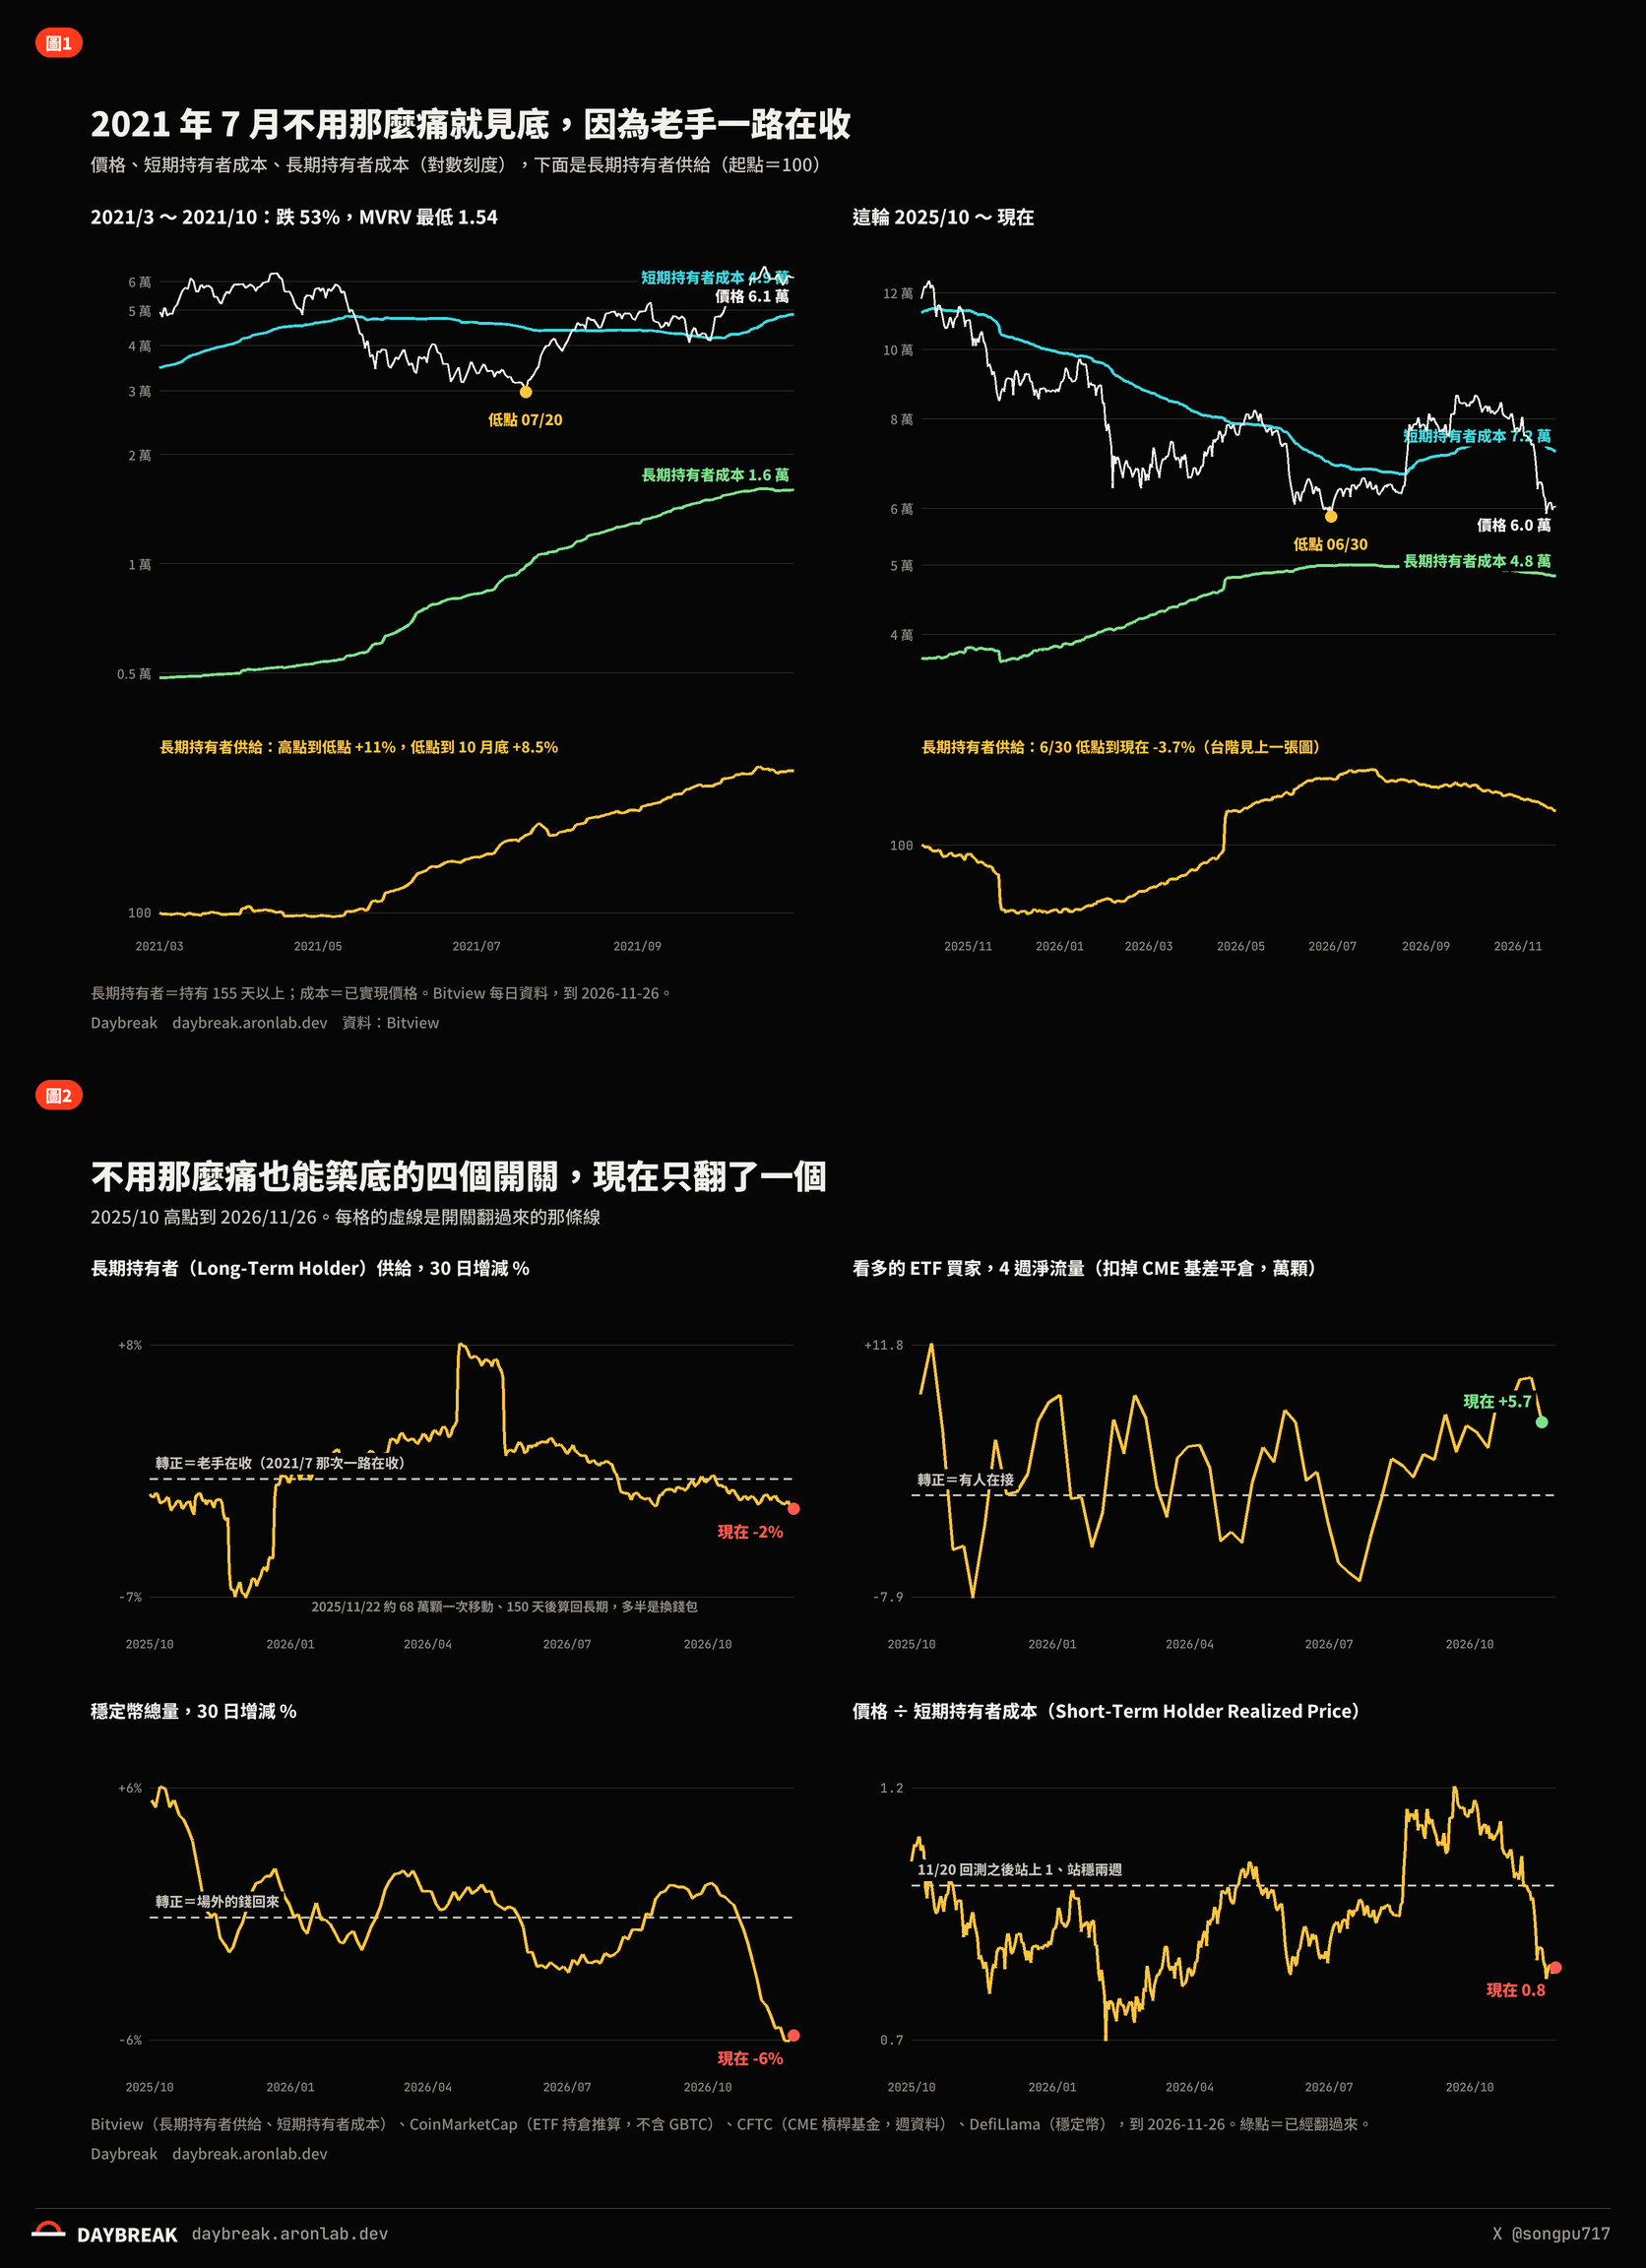 圖1
2021 年 7 月不用那麼痛就見底，因為老手一路在收
價格、短期持有者成本、長期持有者成本（對數刻度），下面是長期持有者供給（起點＝100）
2021/3 ～ 2021/10：跌 53%，MVRV 最低 1.54
6 萬
5 萬
4 萬
3 萬
2 萬
1 萬
0.5 萬
短期持有者成本 4.9 萬
價格 6.1 萬
低點 07/20
長期持有者成本 1.6 萬
長期持有者供給：高點到低點 +11%，低點到 10 月底 +8.5%
100
2021/03 2021/05 2021/07 2021/09
這輪 2025/10 ～ 現在
12 萬
10 萬
8 萬
6 萬
5 萬
4 萬
短期持有者成本 7.2 萬
價格 6.0 萬
低點 06/30
長期持有者成本 4.8 萬
長期持有者供給：6/30 低點到現在 -3.7%（台階見上一張圖）
100
2025/11 2026/01 2026/03 2026/05 2026/07 2026/09 2026/11
長期持有者＝持有 155 天以上；成本＝已實現價格。Bitview 每日資料，到 2026-11-26。
Daybreak daybreak.aronlab.dev 資料：Bitview
圖2
不用那麼痛也能築底的四個開關，現在只翻了一個
2025/10 高點到 2026/11/26。每格的虛線是開關翻過來的那條線
長期持有者（Long-Term Holder）供給，30 日增減 %
+8%
轉正＝老手在收（2021/7 那次一路在收）
現在 -2%
-7%
2025/11/22 約 68 萬顆一次移動、150 天後算回長期，多半是換錢包
2025/10 2026/01 2026/04 2026/07 2026/10
看多的 ETF 買家，4 週淨流量（扣掉 CME 基差平倉，萬顆）
+11.8
現在 +5.7
轉正＝有人在接
-7.9
2025/10 2026/01 2026/04 2026/07 2026/10
穩定幣總量，30 日增減 %
+6%
轉正＝場外的錢回來
-6%
現在 -6%
2025/10 2026/01 2026/04 2026/07 2026/10
價格 ÷ 短期持有者成本（Short-Term Holder Realized Price）
1.2
11/20 回測之後站上 1、站穩兩週
現在 0.8
0.7
2025/10 2026/01 2026/04 2026/07 2026/10
Bitview（長期持有者供給、短期持有者成本）、CoinMarketCap（ETF 持倉推算，不含 GBTC）、CFTC（CME 槓桿基金，週資料）、DefiLlama（穩定幣），到 2026-11-26。綠點＝已經翻過來。
Daybreak daybreak.aronlab.dev
DAYBREAK daybreak.aronlab.dev
X @songpu717